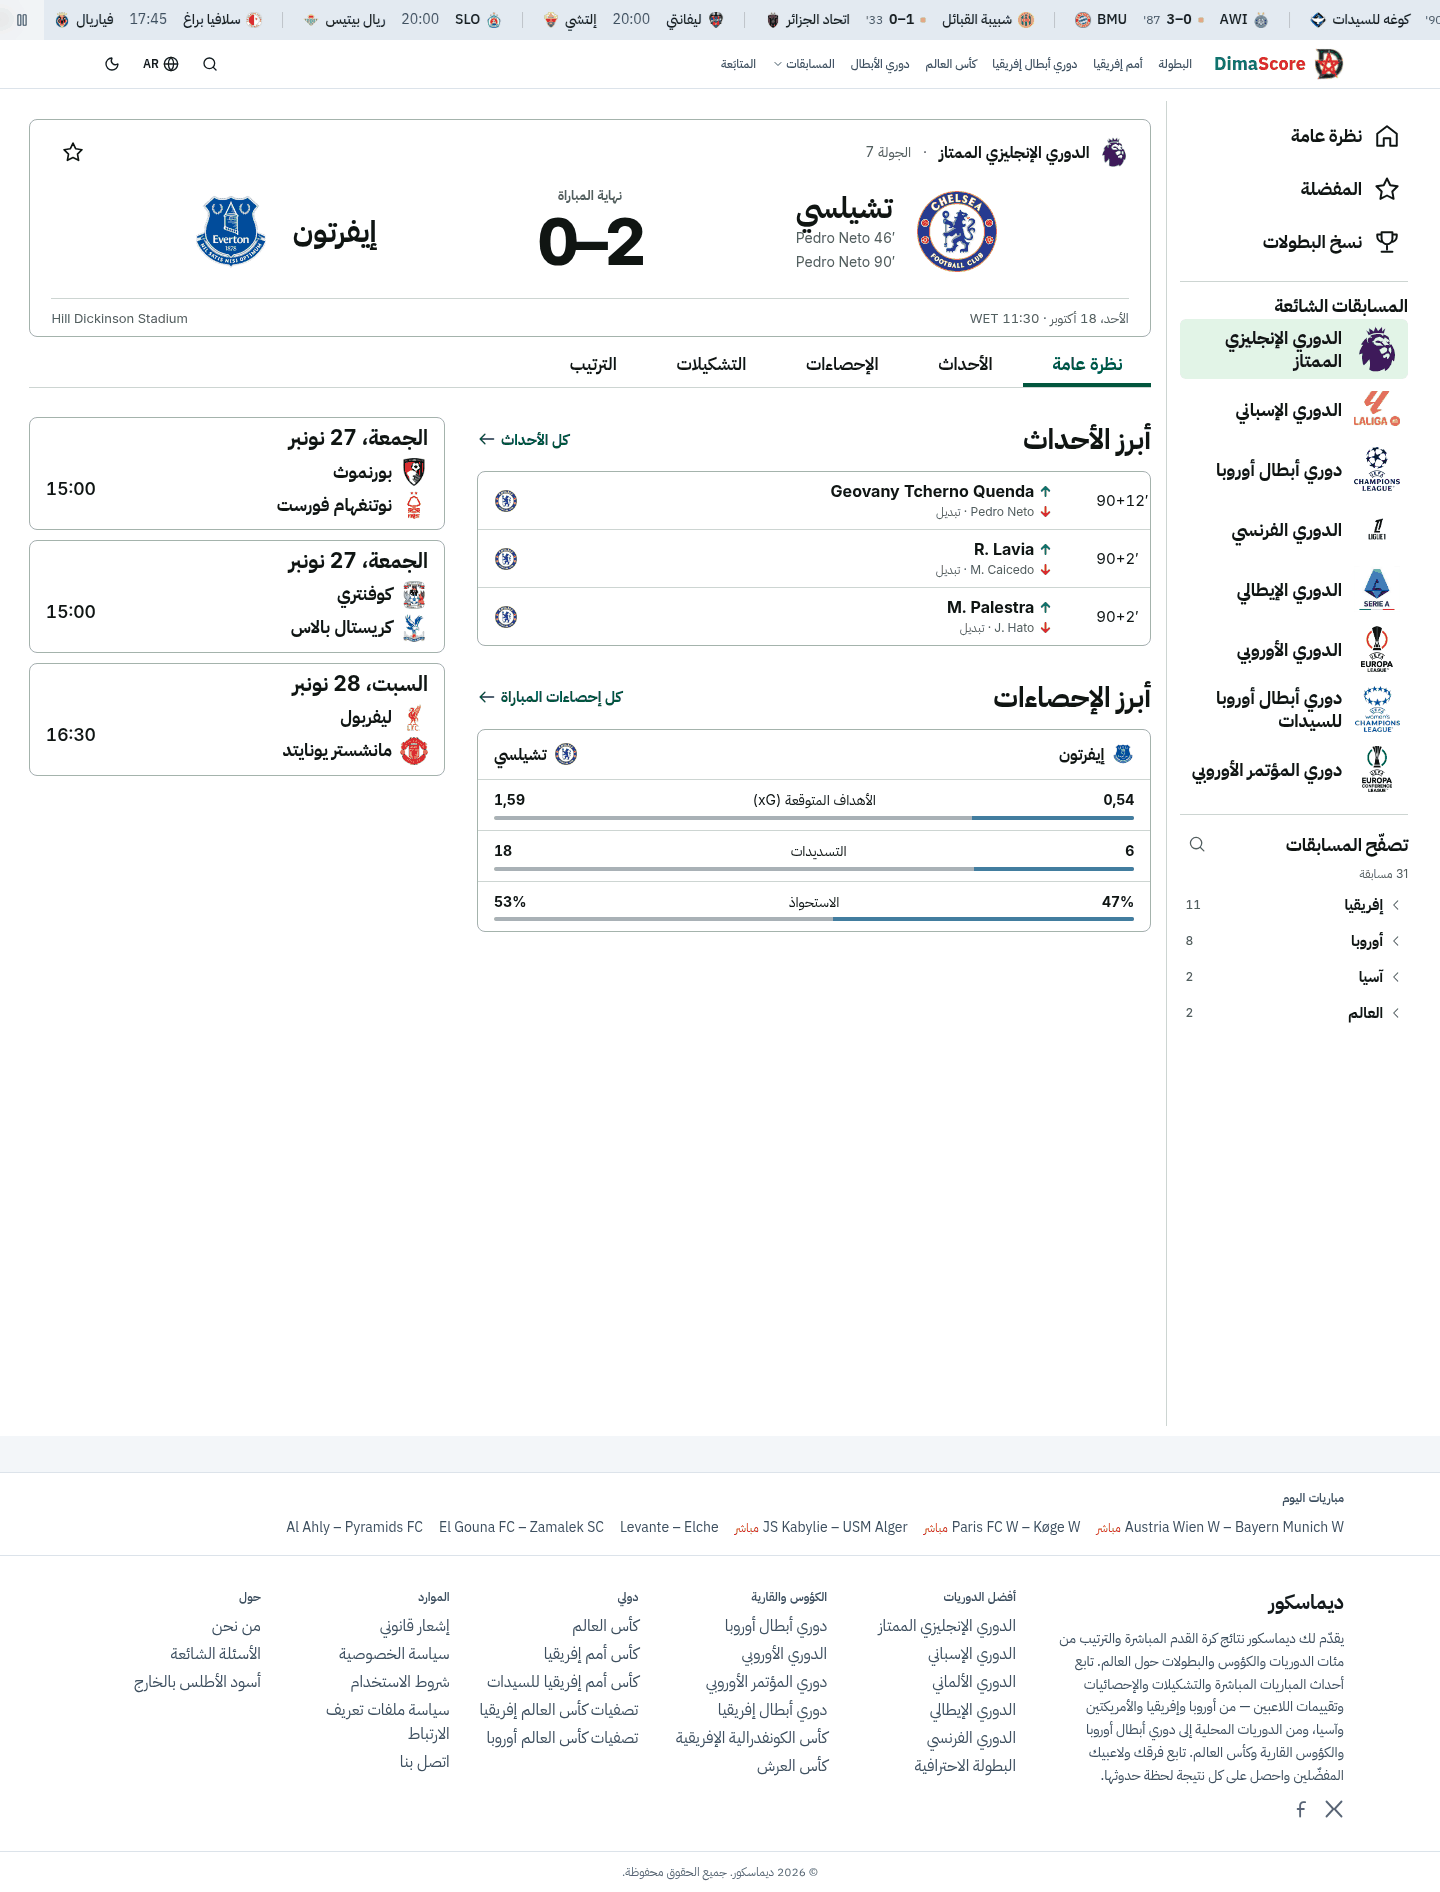 كوغه للسيدات 90'
AWI 3–0 87' BMU
شبيبة القبائل 1–0 33' اتحاد الجزائر
ليفانتي 20:00 إلتشي
SLO 20:00 ريال بيتيس
سلافيا براغ 17:45 فياريال
DimaScore
البطولة
أمم إفريقيا
دوري أبطال إفريقيا
كأس العالم
دوري الأبطال
المسابقات
المتابَعة
AR
نظرة عامة
المفضلة
نسخ البطولات
المسابقات الشائعة
الدوري الإنجليزي
الممتاز
الدوري الإسباني
دوري أبطال أوروبا
الدوري الفرنسي
الدوري الإيطالي
الدوري الأوروبي
دوري أبطال أوروبا
للسيدات
دوري المؤتمر الأوروبي
تصفّح المسابقات
31 مسابقة
إفريقيا 11
أوروبا 8
آسيا 2
العالم 2
الدوري الإنجليزي الممتاز · الجولة 7
تشيلسي
Pedro Neto 46′
Pedro Neto 90′
نهاية المباراة
0–2
إيفرتون
الأحد، 18 أكتوبر · 11:30 WET
Hill Dickinson Stadium
نظرة عامة
الأحداث
الإحصاءات
التشكيلات
الترتيب
أبرز الأحداث
كل الأحداث
90+12′
Geovany Tcherno Quenda
Pedro Neto · تبديل
90+2′
R. Lavia
M. Caicedo · تبديل
90+2′
M. Palestra
J. Hato · تبديل
أبرز الإحصاءات
كل إحصاءات المباراة
إيفرتون تشيلسي
0,54 الأهداف المتوقعة (xG) 1,59
6 التسديدات 18
47% الاستحواذ 53%
الجمعة، 27 نونبر
بورنموث
نوتنغهام فورست
15:00
الجمعة، 27 نونبر
كوفنتري
كريستال بالاس
15:00
السبت، 28 نونبر
ليفربول
مانشستر يونايتد
16:30
مباريات اليوم
Austria Wien W – Bayern Munich W مباشر
Paris FC W – Køge W مباشر
JS Kabylie – USM Alger مباشر
Levante – Elche
El Gouna FC – Zamalek SC
Al Ahly – Pyramids FC
ديماسكور
يقدّم لك ديماسكور نتائج كرة القدم المباشرة والترتيب من
مئات الدوريات والكؤوس والبطولات حول العالم. تابع
أحداث المباريات المباشرة والتشكيلات والإحصائيات
وتقييمات اللاعبين — من أوروبا وإفريقيا والأمريكتين
وآسيا، ومن الدوريات المحلية إلى دوري أبطال أوروبا
والكؤوس القارية وكأس العالم. تابع فرقك ولاعبيك
المفضّلين واحصل على كل نتيجة لحظة حدوثها.
أفضل الدوريات
الدوري الإنجليزي الممتاز
الدوري الإسباني
الدوري الألماني
الدوري الإيطالي
الدوري الفرنسي
البطولة الاحترافية
الكؤوس والقارية
دوري أبطال أوروبا
الدوري الأوروبي
دوري المؤتمر الأوروبي
دوري أبطال إفريقيا
كأس الكونفدرالية الإفريقية
كأس العرش
دولي
كأس العالم
كأس أمم إفريقيا
كأس أمم إفريقيا للسيدات
تصفيات كأس العالم إفريقيا
تصفيات كأس العالم أوروبا
الموارد
إشعار قانوني
سياسة الخصوصية
شروط الاستخدام
سياسة ملفات تعريف
الارتباط
اتصل بنا
حول
من نحن
الأسئلة الشائعة
أسود الأطلس بالخارج
© 2026 ديماسكور. جميع الحقوق محفوظة.